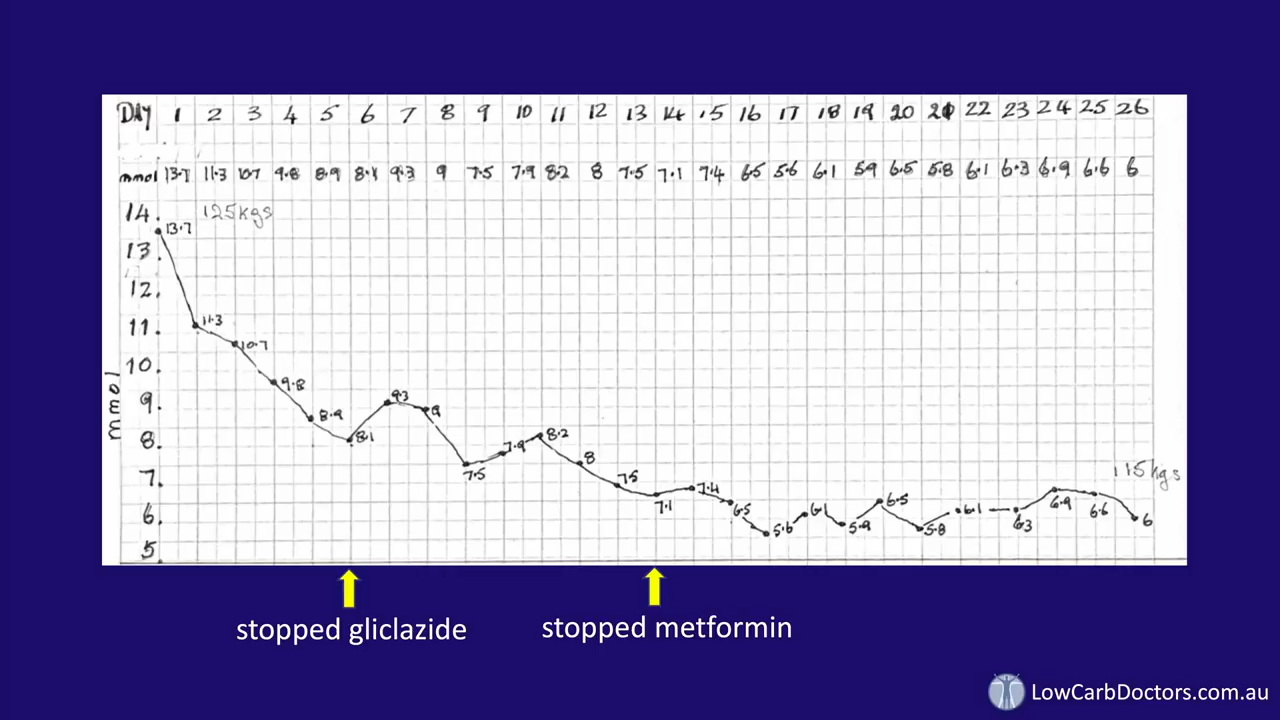 DAY 1 2 3 4 5 6 7 8 9 10 11 12 13 14 15 16 17 18 19 20 21 22 23 24 25 26
mmol 13.7 11.3 10.7 9.8 8.9 8.1 9.3 9 7.5 7.9 8.2 8 7.5 7.1 7.4 6.5 5.6 6.1 5.9 6.5 5.8 6.1 6.3 6.9 6.6 6
14. 125kgs
13.7
13.
12.
11. 11.3
10.7
10.
9.8
9. 9.3
8.9 9
8. 8.1 8.2
7.9
8
7. 7.5 7.5 115kgs
7.1 7.4
6.5 6.5 6.9 6.6
6. 6.1 6.1 6.3 6
5.6 5.9 5.8
5.
mmol
stopped gliclazide stopped metformin
LowCarbDoctors.com.au